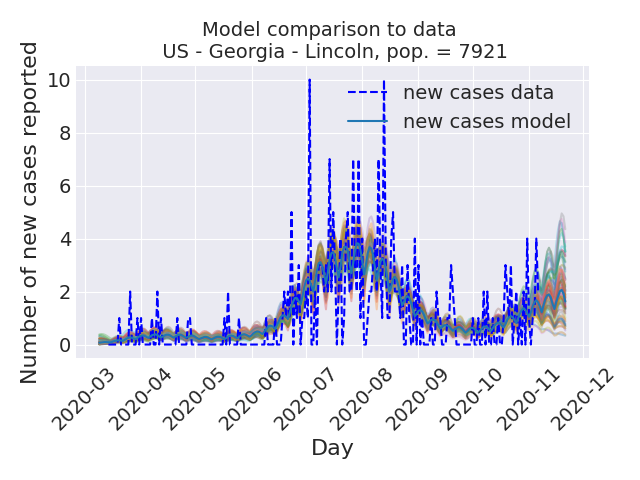 Model comparison to data
US - Georgia - Lincoln, pop. = 7921
Number of new cases reported
10
8
6
4
2
0
new cases data
new cases model
2020-03
2020-04
2020-05
2020-06
2020-07
2020-08
2020-09
2020-10
2020-11
2020-12
Day